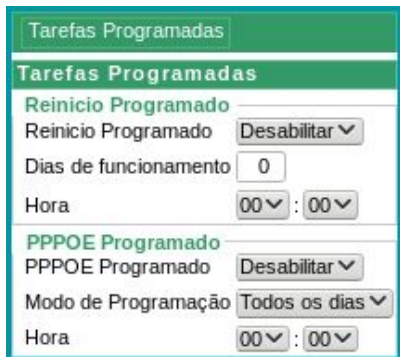 Tarefas Programadas
Tarefas Programadas
Reinicio Programado
Reinicio Programado Desabilitar
Dias de funcionamento 0
Hora 00 : 00
PPPOE Programado
PPPOE Programado Desabilitar
Modo de Programação Todos os dias
Hora 00 : 00